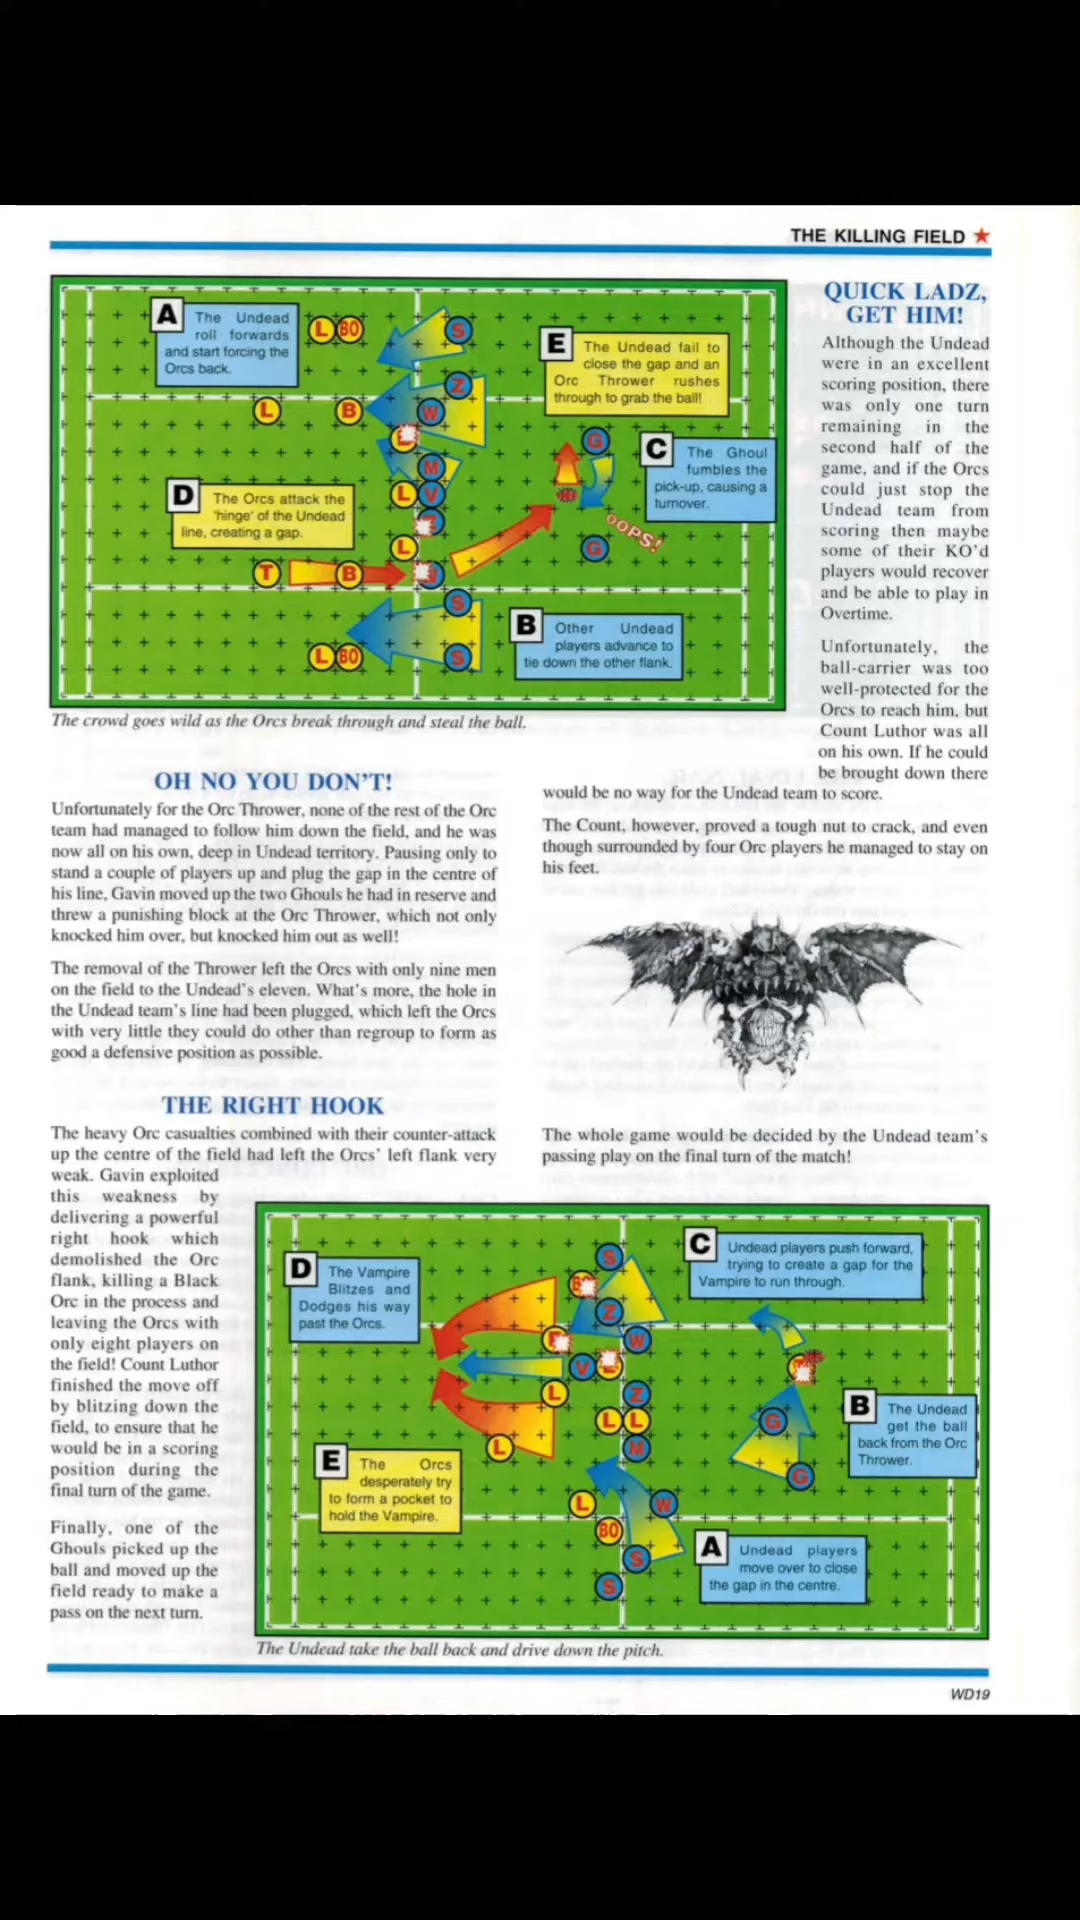 THE KILLING FIELD ★
A The Undead
roll forwards
and start forcing the
Orcs back.
E The Undead fail to
close the gap and an
Orc Thrower rushes
through to grab the ball!
C The Ghoul
fumbles the
pick-up, causing a
turnover.
D The Orcs attack the
'hinge' of the Undead
line, creating a gap.
B Other Undead
players advance to
tie down the other flank.
L BO S
Z
L B W
G
M
L V
OOPS!
L G
T B
S
L BO S
The crowd goes wild as the Orcs break through and steal the ball.
QUICK LADZ,
GET HIM!
Although the Undead
were in an excellent
scoring position, there
was only one turn
remaining in the
second half of the
game, and if the Orcs
could just stop the
Undead team from
scoring then maybe
some of their KO'd
players would recover
and be able to play in
Overtime.
Unfortunately, the
ball-carrier was too
well-protected for the
Orcs to reach him, but
Count Luthor was all
on his own. If he could
be brought down there
would be no way for the Undead team to score.
The Count, however, proved a tough nut to crack, and even
though surrounded by four Orc players he managed to stay on
his feet.
The whole game would be decided by the Undead team's
passing play on the final turn of the match!
OH NO YOU DON'T!
Unfortunately for the Orc Thrower, none of the rest of the Orc
team had managed to follow him down the field, and he was
now all on his own, deep in Undead territory. Pausing only to
stand a couple of players up and plug the gap in the centre of
his line, Gavin moved up the two Ghouls he had in reserve and
threw a punishing block at the Orc Thrower, which not only
knocked him over, but knocked him out as well!
The removal of the Thrower left the Orcs with only nine men
on the field to the Undead's eleven. What's more, the hole in
the Undead team's line had been plugged, which left the Orcs
with very little they could do other than regroup to form as
good a defensive position as possible.
THE RIGHT HOOK
The heavy Orc casualties combined with their counter-attack
up the centre of the field had left the Orcs' left flank very
weak. Gavin exploited
this weakness by
delivering a powerful
right hook which
demolished the Orc
flank, killing a Black
Orc in the process and
leaving the Orcs with
only eight players on
the field! Count Luthor
finished the move off
by blitzing down the
field, to ensure that he
would be in a scoring
position during the
final turn of the game.
Finally, one of the
Ghouls picked up the
ball and moved up the
field ready to make a
pass on the next turn.
D The Vampire
Blitzes and
Dodges his way
past the Orcs.
C Undead players push forward,
trying to create a gap for the
Vampire to run through.
B The Undead
get the ball
back from the Orc
Thrower.
E The Orcs
desperately try
to form a pocket to
hold the Vampire.
A Undead players
move over to close
the gap in the centre.
S
Z
W
V
L Z
L L G
L M
G
L W
BO
S
S
The Undead take the ball back and drive down the pitch.
WD19